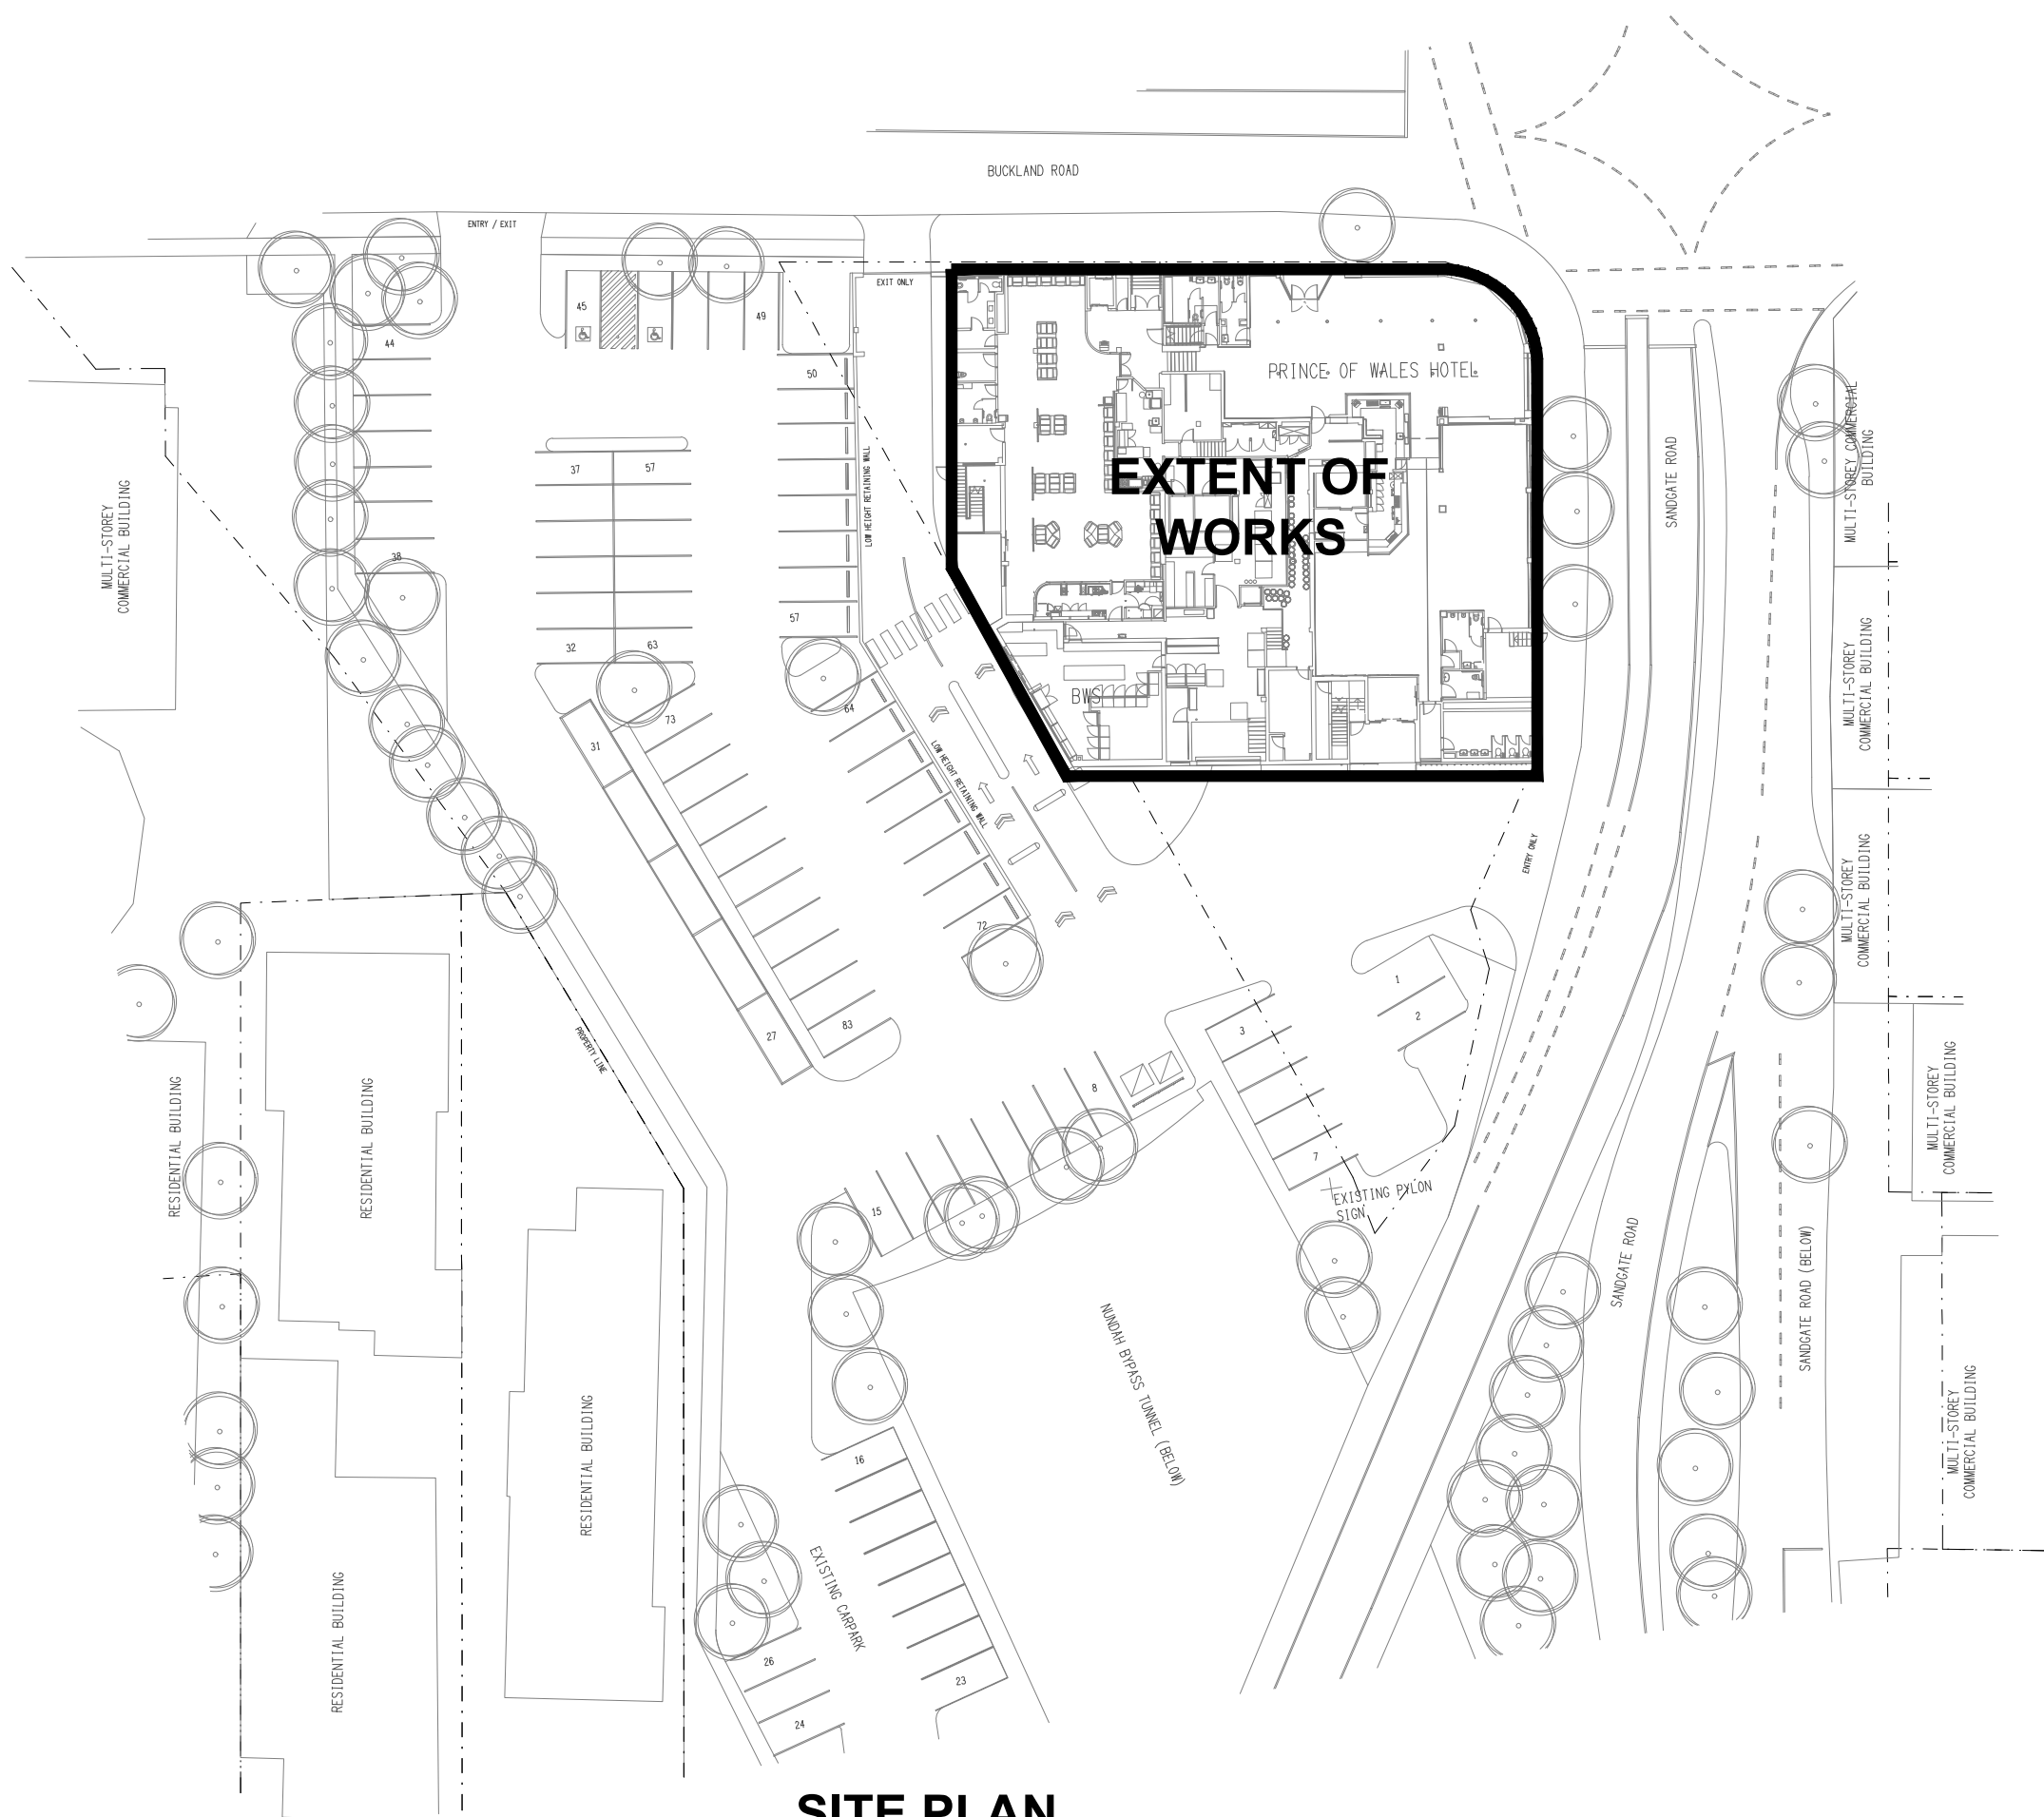 BUCKLAND ROAD
ENTRY / EXIT
EXIT ONLY
45
49
44
50
PRINCE OF WALES HOTEL
37
57
LOW HEIGHT RETAINING WALL
EXTENT OF
WORKS
SANDGATE ROAD
MULTI-STOREY COMMERCIAL
BUILDING
MULTI-STOREY
COMMERCIAL BUILDING
38
57
32
63
MULTI-STOREY
COMMERCIAL BUILDING
BWS
64
73
31
LOW HEIGHT RETAINING WALL
ENTRY ONLY
MULTI-STOREY
COMMERCIAL BUILDING
72
1
2
3
83
27
PROPERTY LINE
8
7
RESIDENTIAL BUILDING
RESIDENTIAL BUILDING
MULTI-STOREY
COMMERCIAL BUILDING
15
EXISTING PYLON
SIGN
SANDGATE ROAD
SANDGATE ROAD (BELOW)
NUNDAH BYPASS TUNNEL (BELOW)
RESIDENTIAL BUILDING
MULTI-STOREY
COMMERCIAL BUILDING
16
EXISTING CARPARK
RESIDENTIAL BUILDING
26
23
24
SITE PLAN